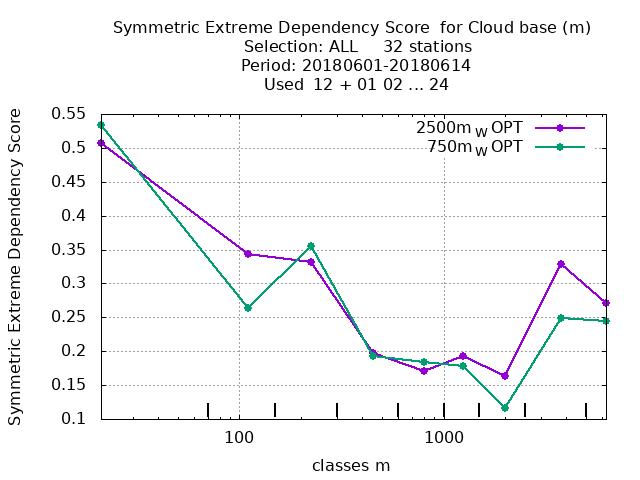 Symmetric Extreme Dependency Score  for Cloud base (m)
Selection: ALL     32 stations
Period: 20180601-20180614
Used  12 + 01 02 ... 24
Symmetric Extreme Dependency Score
0.55
0.5
0.45
0.4
0.35
0.3
0.25
0.2
0.15
0.1
2500m W OPT
750m W OPT
100
1000
classes m